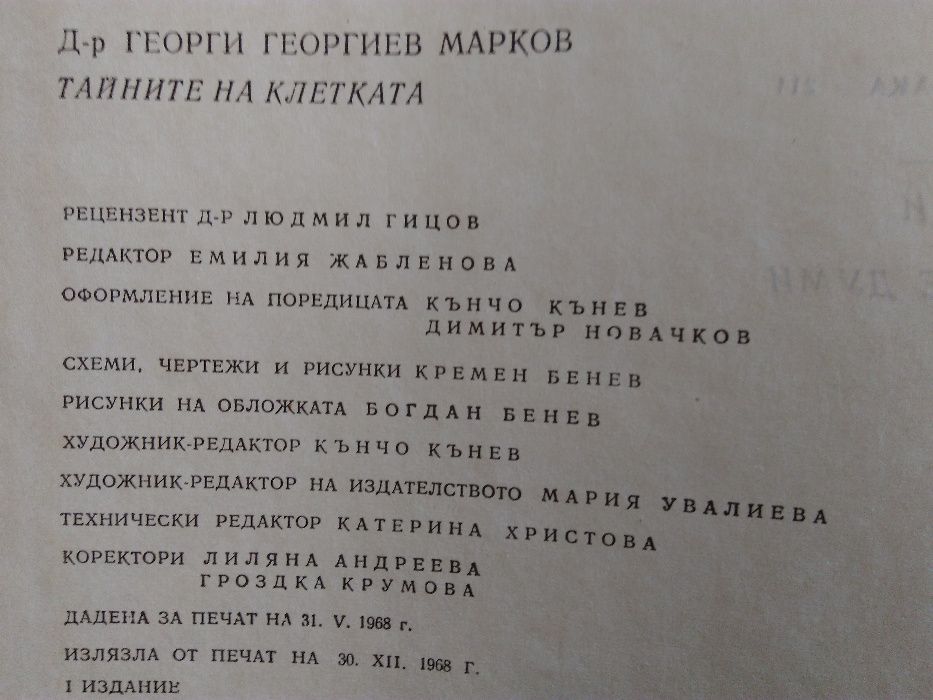 Д-р ГЕОРГИ ГЕОРГИЕВ МАРКОВ
ТАЙНИТЕ НА КЛЕТКАТА
РЕЦЕНЗЕНТ Д-Р ЛЮДМИЛ ГИЦОВ
РЕДАКТОР ЕМИЛИЯ ЖАБЛЕНОВА
ОФОРМЛЕНИЕ НА ПОРЕДИЦАТА КЪНЧО КЪНЕВ
ДИМИТЪР НОВАЧКОВ
СХЕМИ, ЧЕРТЕЖИ И РИСУНКИ КРЕМЕН БЕНЕВ
РИСУНКИ НА ОБЛОЖКАТА БОГДАН БЕНЕВ
ХУДОЖНИК-РЕДАКТОР КЪНЧО КЪНЕВ
ХУДОЖНИК-РЕДАКТОР НА ИЗДАТЕЛСТВОТО МАРИЯ УВАЛИЕВА
ТЕХНИЧЕСКИ РЕДАКТОР КАТЕРИНА ХРИСТОВА
КОРЕКТОРИ ЛИЛЯНА АНДРЕЕВА
ГРОЗДКА КРУМОВА
ДАДЕНА ЗА ПЕЧАТ НА 31. V. 1968 г.
ИЗЛЯЗЛА ОТ ПЕЧАТ НА 30. XII. 1968 Г.
I ИЗДАНИЕ